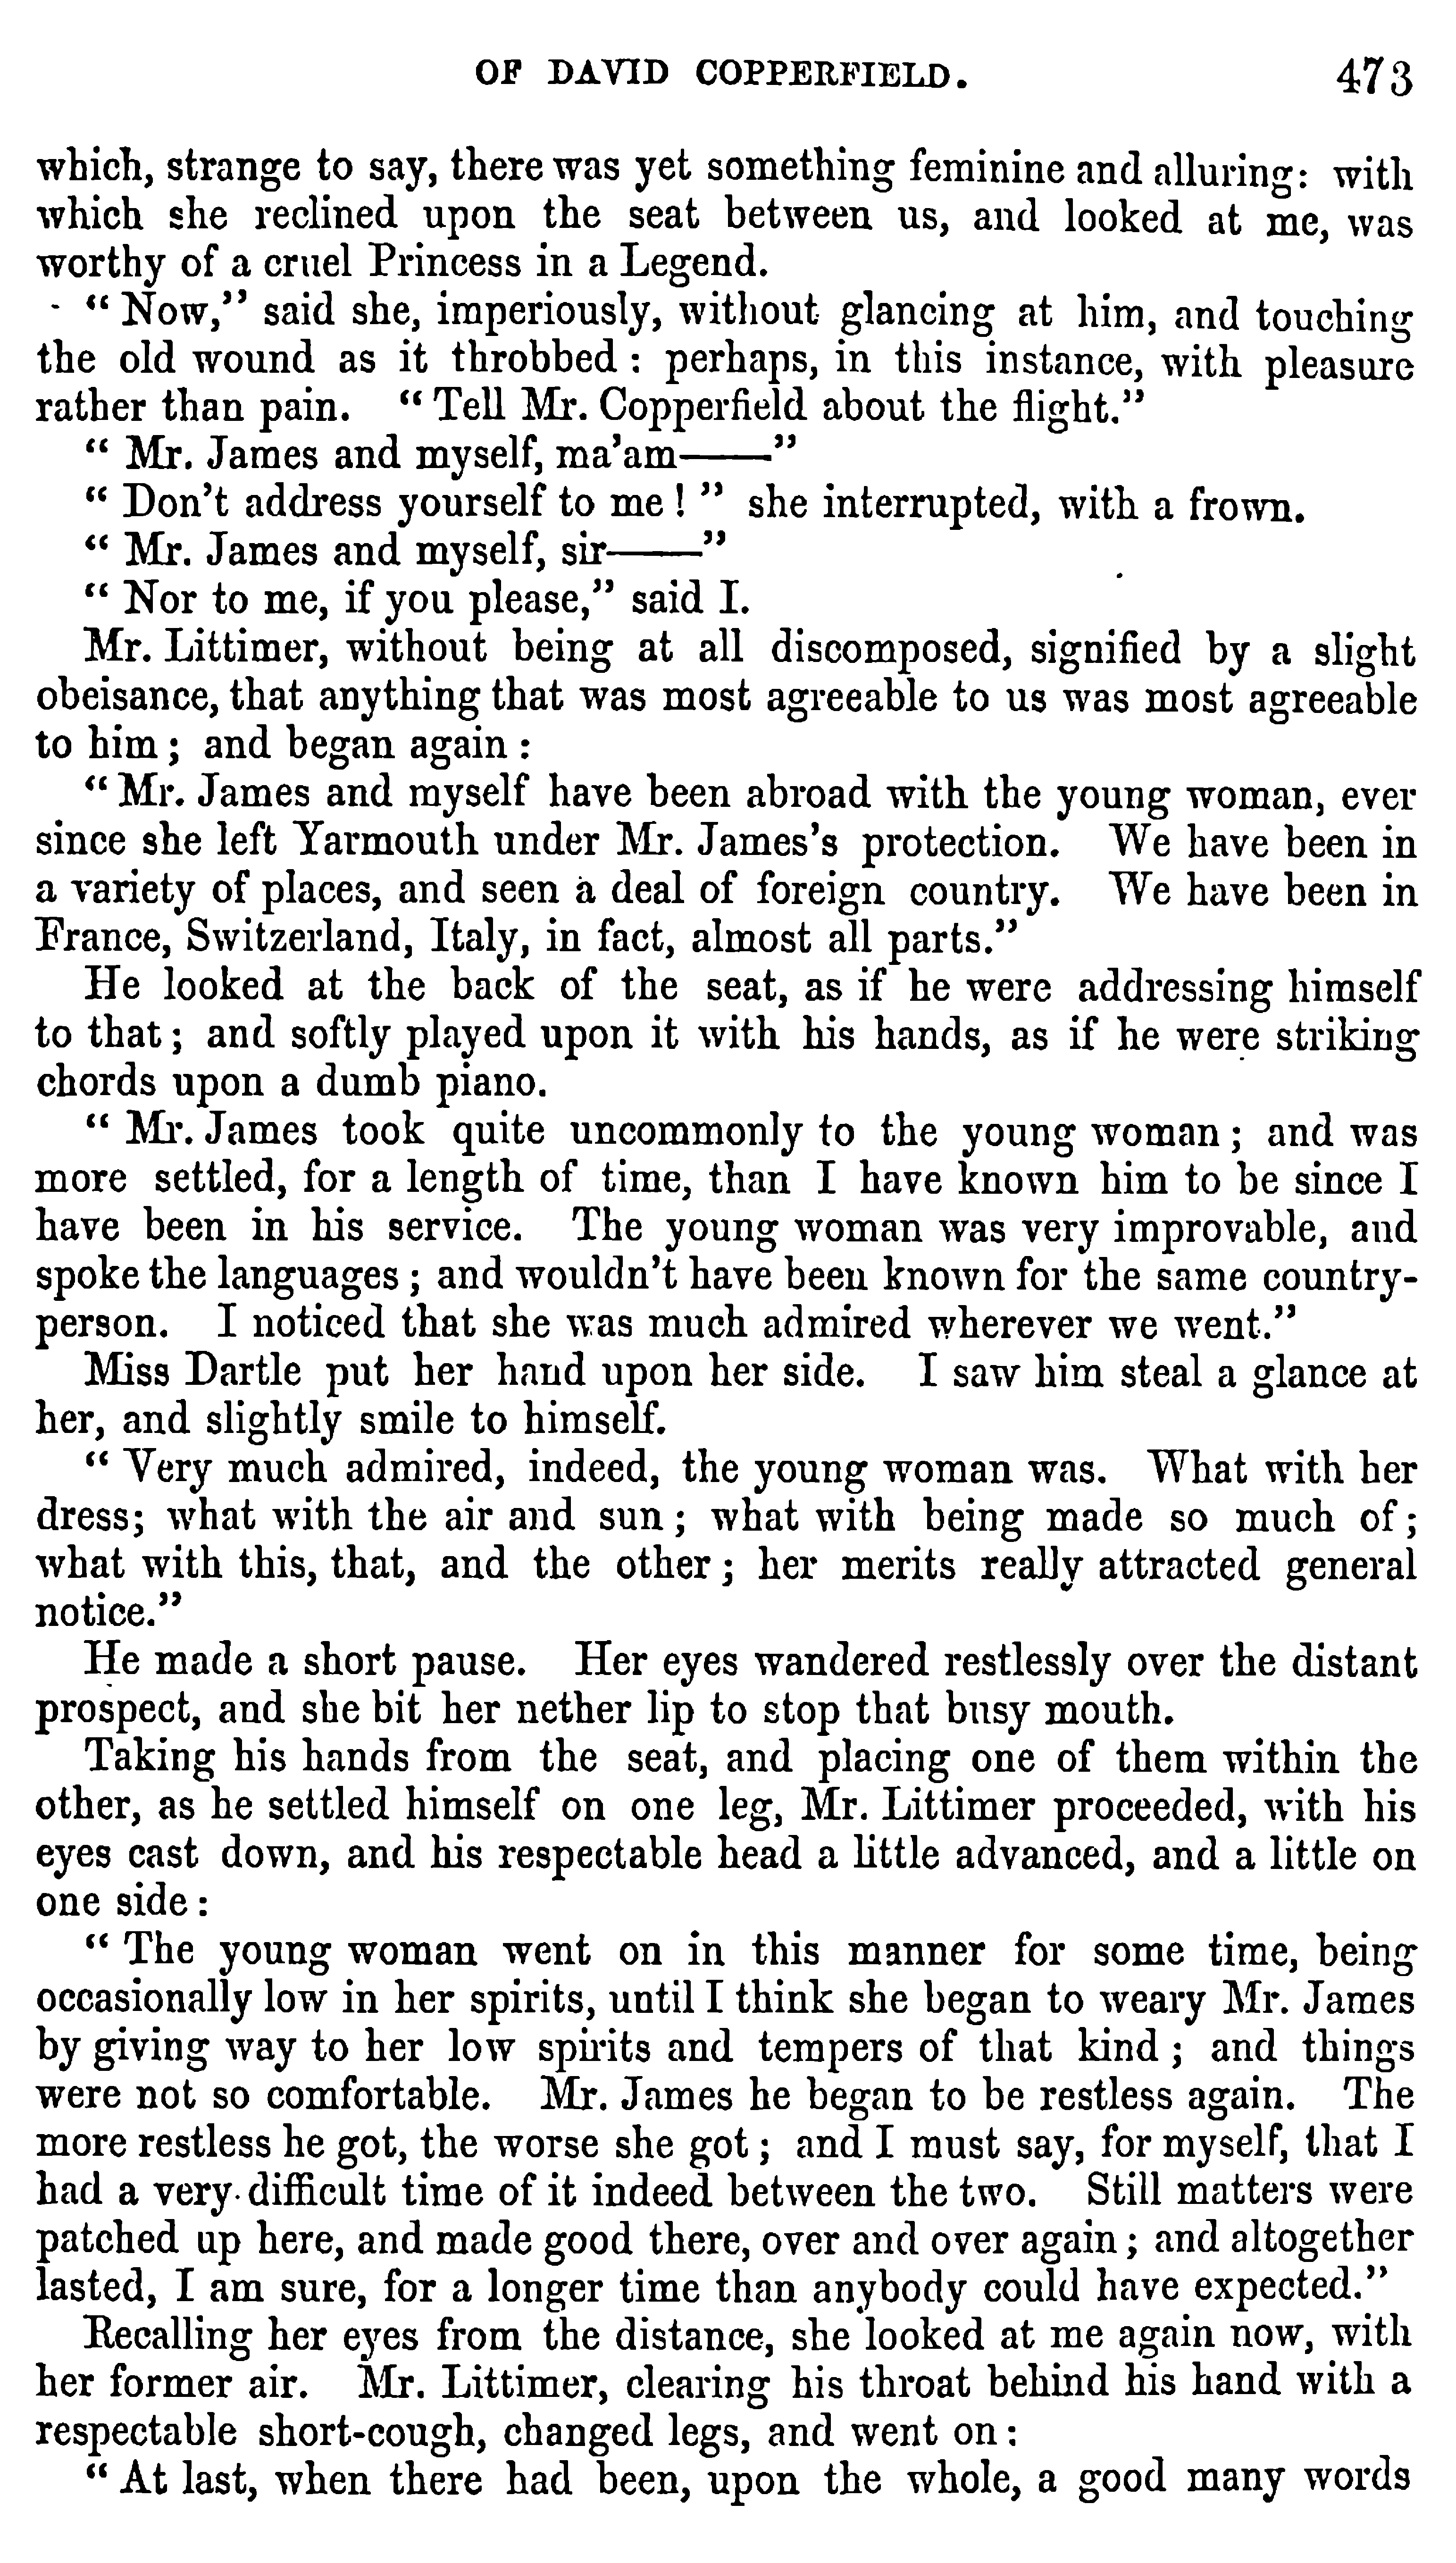 OF DAVID COPPERFIELD. 473
which, strange to say, there was yet something feminine and alluring: with
which she reclined upon the seat between us, and looked at me, was
worthy of a cruel Princess in a Legend.
“ Now,” said she, imperiously, without glancing at him, and touching
the old wound as it throbbed : perhaps, in this instance, with pleasure
rather than pain. “ Tell Mr. Copperfield about the flight.”
“ Mr. James and myself, ma’am——”
“ Don’t address yourself to me ! ” she interrupted, with a frown.
“ Mr. James and myself, sir——”
“ Nor to me, if you please,” said I.
Mr. Littimer, without being at all discomposed, signified by a slight
obeisance, that anything that was most agreeable to us was most agreeable
to him ; and began again :
“ Mr. James and myself have been abroad with the young woman, ever
since she left Yarmouth under Mr. James’s protection. We have been in
a variety of places, and seen a deal of foreign country. We have been in
France, Switzerland, Italy, in fact, almost all parts.”
He looked at the back of the seat, as if he were addressing himself
to that ; and softly played upon it with his hands, as if he were striking
chords upon a dumb piano.
“ Mr. James took quite uncommonly to the young woman ; and was
more settled, for a length of time, than I have known him to be since I
have been in his service. The young woman was very improvable, and
spoke the languages ; and wouldn’t have been known for the same country-
person. I noticed that she was much admired wherever we went.”
Miss Dartle put her hand upon her side. I saw him steal a glance at
her, and slightly smile to himself.
“ Very much admired, indeed, the young woman was. What with her
dress; what with the air and sun ; what with being made so much of ;
what with this, that, and the other ; her merits really attracted general
notice.”
He made a short pause. Her eyes wandered restlessly over the distant
prospect, and she bit her nether lip to stop that busy mouth.
Taking his hands from the seat, and placing one of them within the
other, as he settled himself on one leg, Mr. Littimer proceeded, with his
eyes cast down, and his respectable head a little advanced, and a little on
one side :
“ The young woman went on in this manner for some time, being
occasionally low in her spirits, until I think she began to weary Mr. James
by giving way to her low spirits and tempers of that kind ; and things
were not so comfortable. Mr. James he began to be restless again. The
more restless he got, the worse she got ; and I must say, for myself, that I
had a very difficult time of it indeed between the two. Still matters were
patched up here, and made good there, over and over again ; and altogether
lasted, I am sure, for a longer time than anybody could have expected.”
Recalling her eyes from the distance, she looked at me again now, with
her former air. Mr. Littimer, clearing his throat behind his hand with a
respectable short-cough, changed legs, and went on :
“ At last, when there had been, upon the whole, a good many words